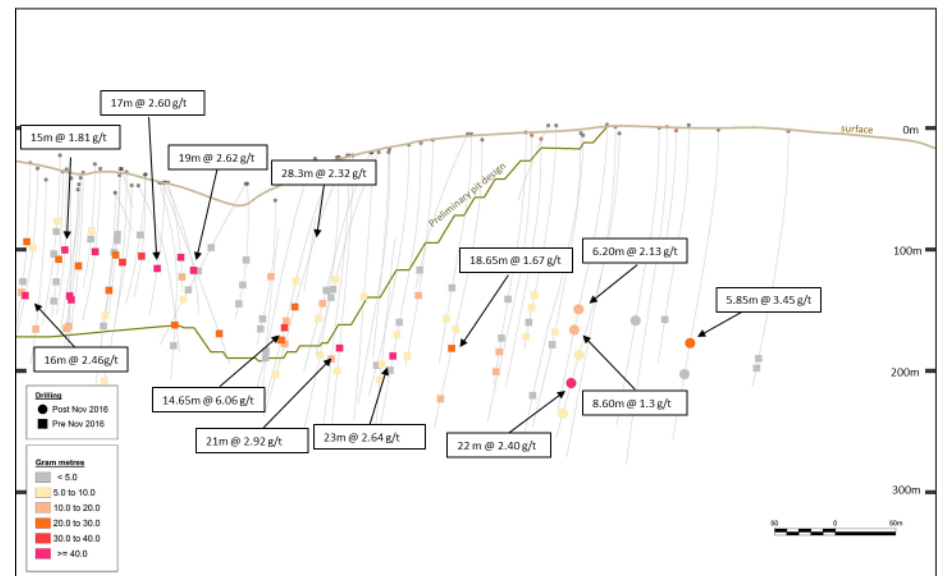 17m @ 2.60 g/t
15m @ 1.81 g/t
19m @ 2.62 g/t
28.3m @ 2.32 g/t
surface
0m
Preliminary pit design
100m
6.20m @ 2.13 g/t
18.65m @ 1.67 g/t
5.85m @ 3.45 g/t
16m @ 2.46g/t
200m
14.65m @ 6.06 g/t
8.60m @ 1.3 g/t
21m @ 2.92 g/t
23m @ 2.64 g/t
22 m @ 2.40 g/t
Drilling
Post Nov 2016
Pre Nov 2016
Gram metres
< 5.0
5.0 to 10.0
10.0 to 20.0
20.0 to 30.0
30.0 to 40.0
>= 40.0
300m
50 0 50m